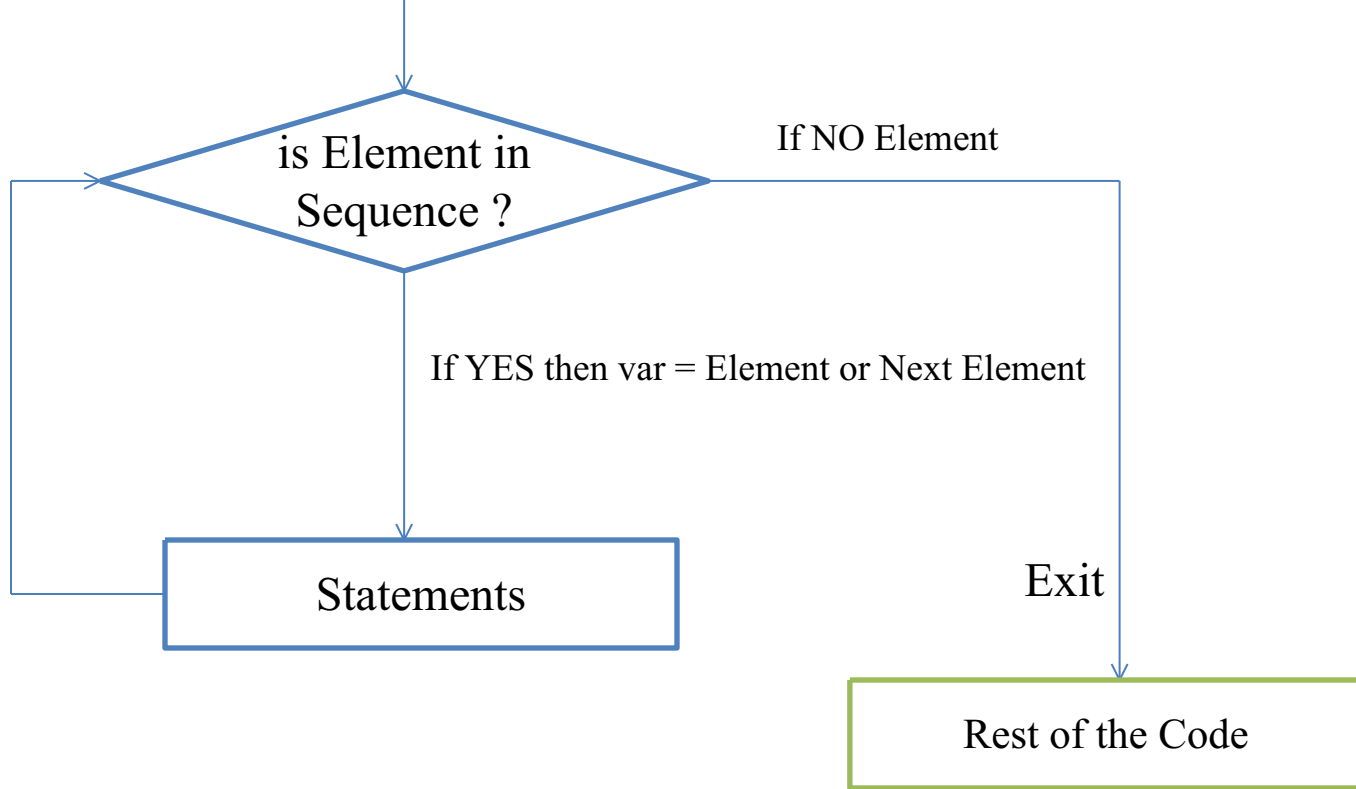 is Element in
Sequence ?
If NO Element
If YES then var = Element or Next Element
Statements
Exit
Rest of the Code